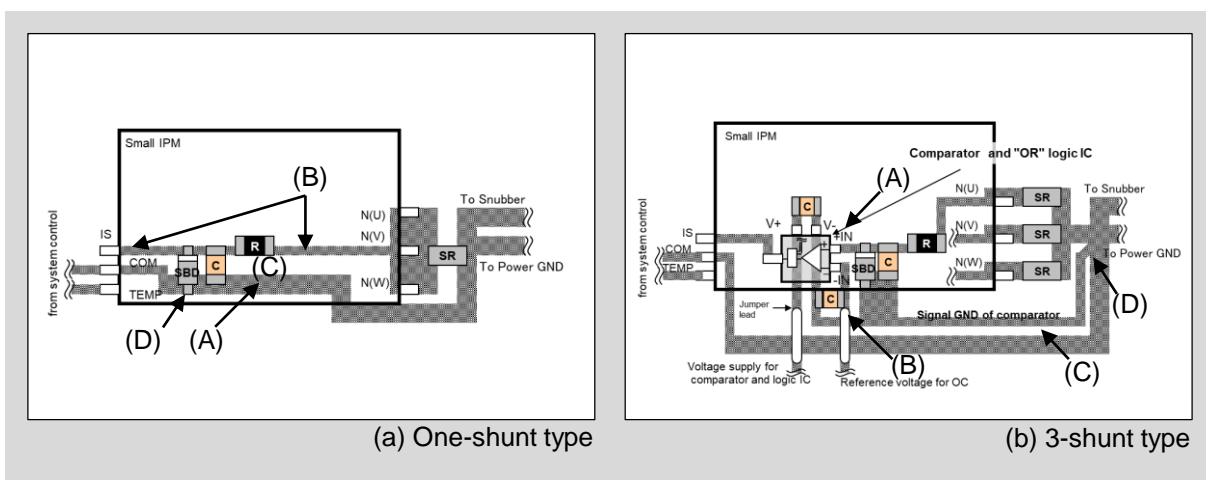 Small IPM
(B)
To Snubber
IS
N(U)
R
N(V)
COM
SBD
C
(C)
SR
To Power GND
N(W)
TEMP
(D)
(A)
from system control
(a) One-shunt type
Small IPM
Comparator and "OR" logic IC
(A)
N(U)
SR
To Snubber
C
V+
V-
IS
+IN
R
N(V)
SR
COM
SBD
C
To Power GND
TEMP
N(W)
SR
-IN
(D)
C
Jumper
lead
Signal GND of comparator
(B)
(C)
Voltage supply for
comparator and logic IC
Reference voltage for OC
from system control
(b) 3-shunt type